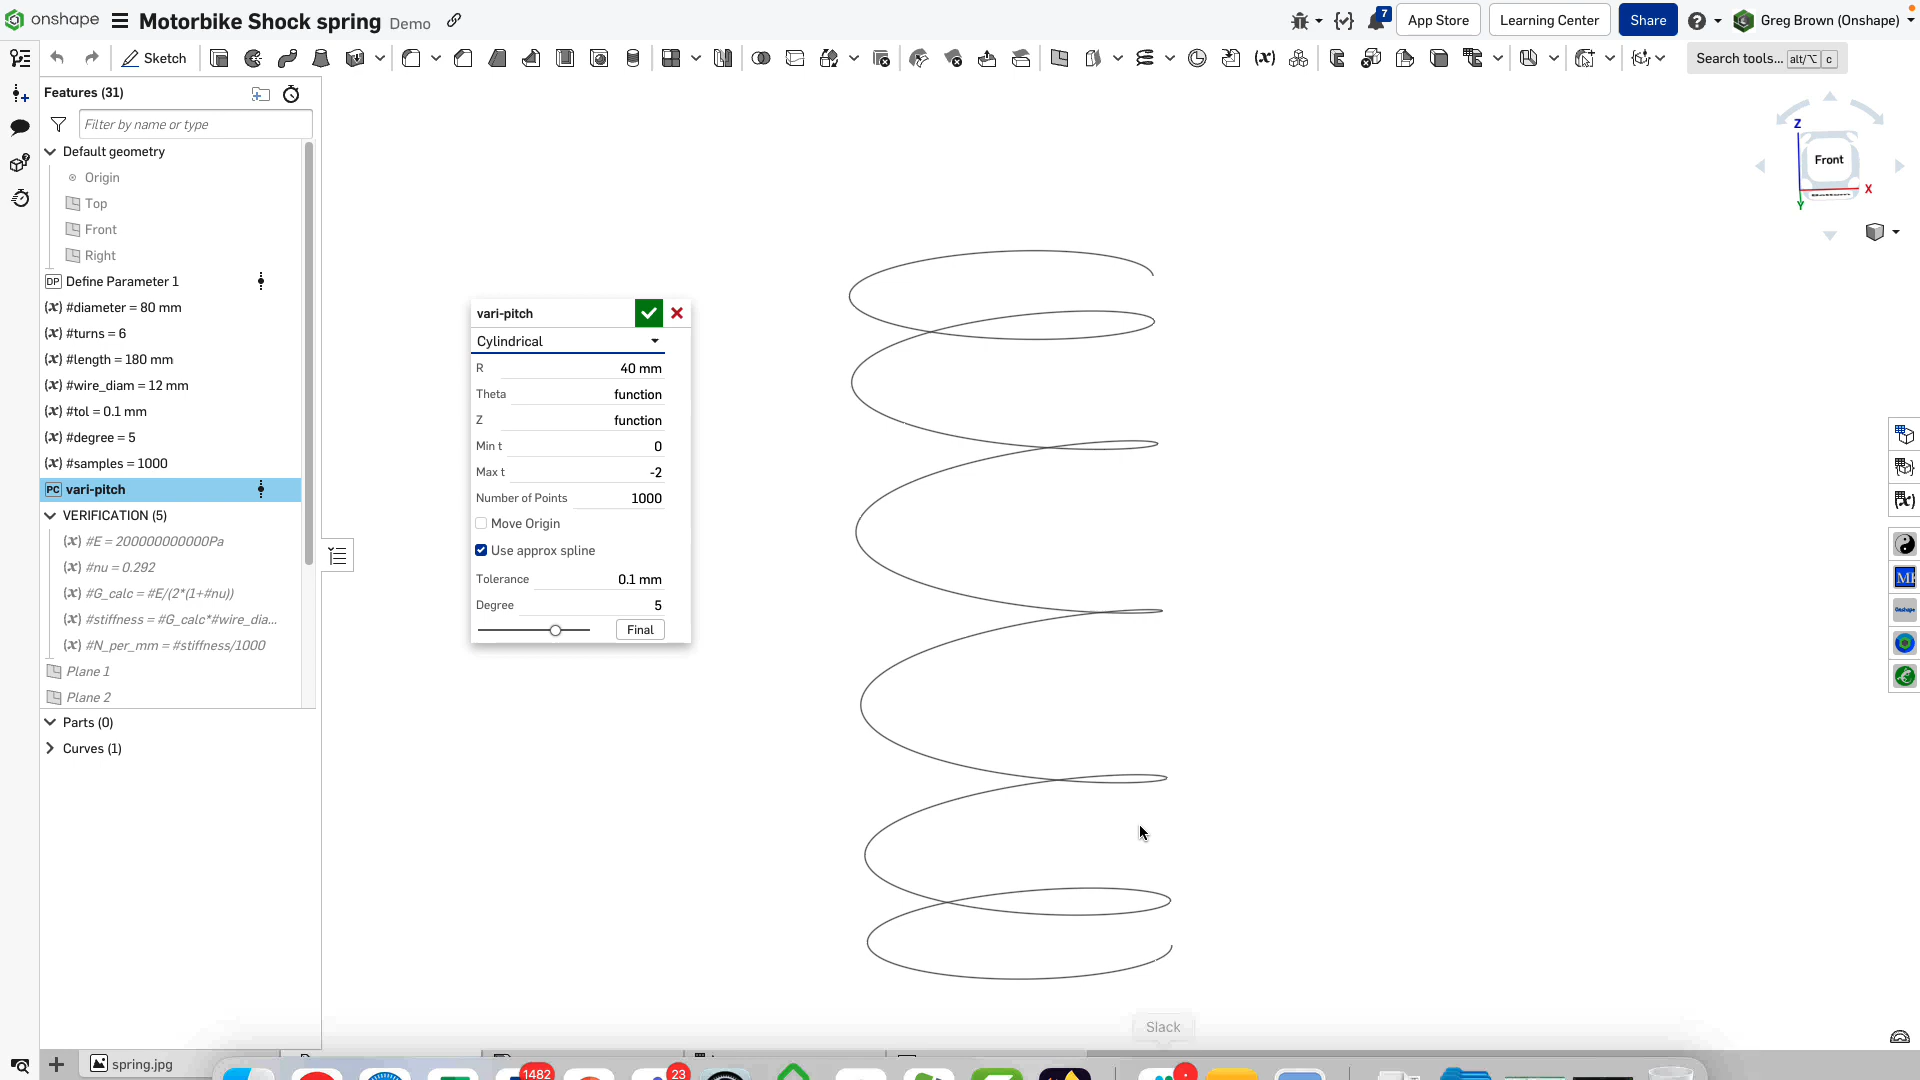 onshape
Motorbike Shock spring
Demo
7
App Store
Learning Center
Share
Greg Brown (Onshape)
Sketch
Search tools...
alt/⌥
c
Features (31)
Filter by name or type
Default geometry
Origin
Top
Front
Right
DP
Define Parameter 1
(x) #diameter = 80 mm
(x) #turns = 6
(x) #length = 180 mm
(x) #wire_diam = 12 mm
(x) #tol = 0.1 mm
(x) #degree = 5
(x) #samples = 1000
PC
vari-pitch
VERIFICATION (5)
(x) #E = 200000000000Pa
(x) #nu = 0.292
(x) #G_calc = #E/(2*(1+#nu))
(x) #stiffness = #G_calc*#wire_dia...
(x) #N_per_mm = #stiffness/1000
Plane 1
Plane 2
Parts (0)
Curves (1)
vari-pitch
Cylindrical
R 40 mm
Theta function
Z function
Min t 0
Max t -2
Number of Points 1000
Move Origin
Use approx spline
Tolerance 0.1 mm
Degree 5
Final
Z
Front
X
Y
Slack
spring.jpg
1482
23